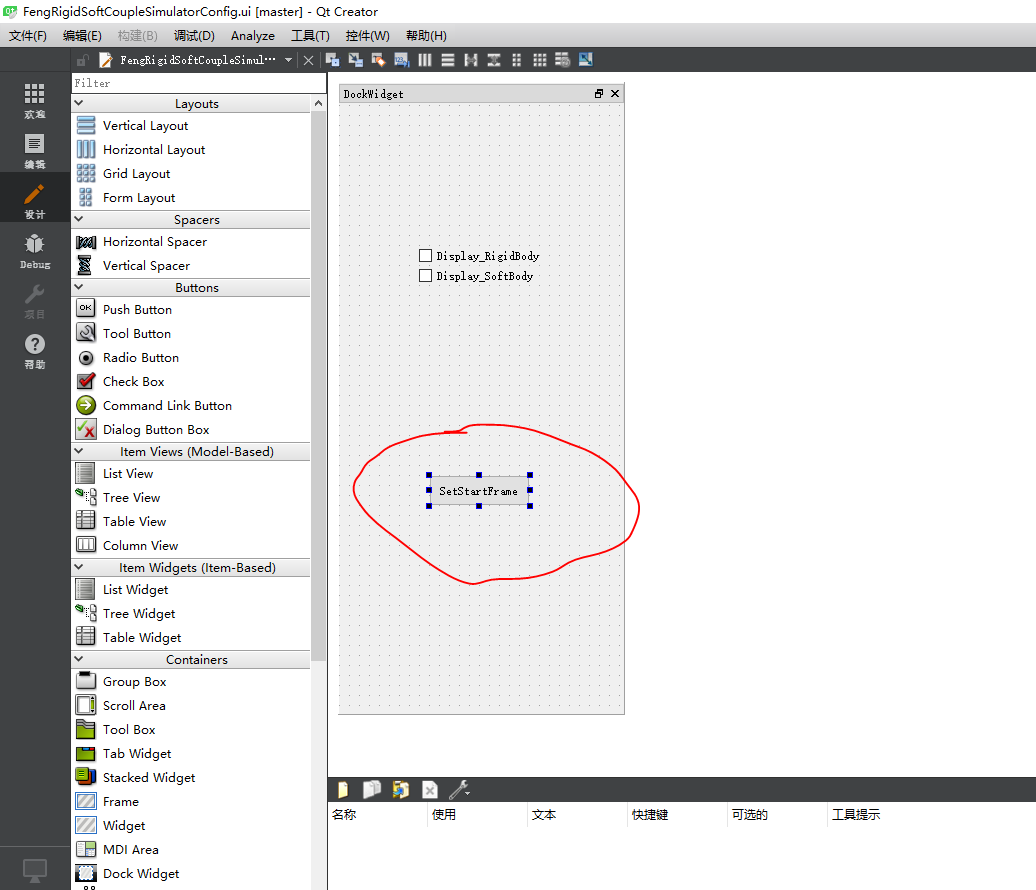 FengRigidSoftCoupleSimulatorConfig.ui [master] - Qt Creator
文件(F) 编辑(E) 构建(B) 调试(D) Analyze 工具(T) 控件(W) 帮助(H)
FengRigidSoftCoupleSimul...
Filter
欢迎
编辑
设计
Debug
项目
帮助
Layouts
Vertical Layout
Horizontal Layout
Grid Layout
Form Layout
Spacers
Horizontal Spacer
Vertical Spacer
Buttons
OK
Push Button
Tool Button
Radio Button
Check Box
Command Link Button
Dialog Button Box
Item Views (Model-Based)
List View
Tree View
Table View
Column View
Item Widgets (Item-Based)
List Widget
Tree Widget
Table Widget
Containers
Group Box
Scroll Area
Tool Box
Tab Widget
Stacked Widget
Frame
Widget
MDI Area
Dock Widget
DockWidget
Display_RigidBody
Display_SoftBody
SetStartFrame
名称 使用 文本 快捷键 可选的 工具提示